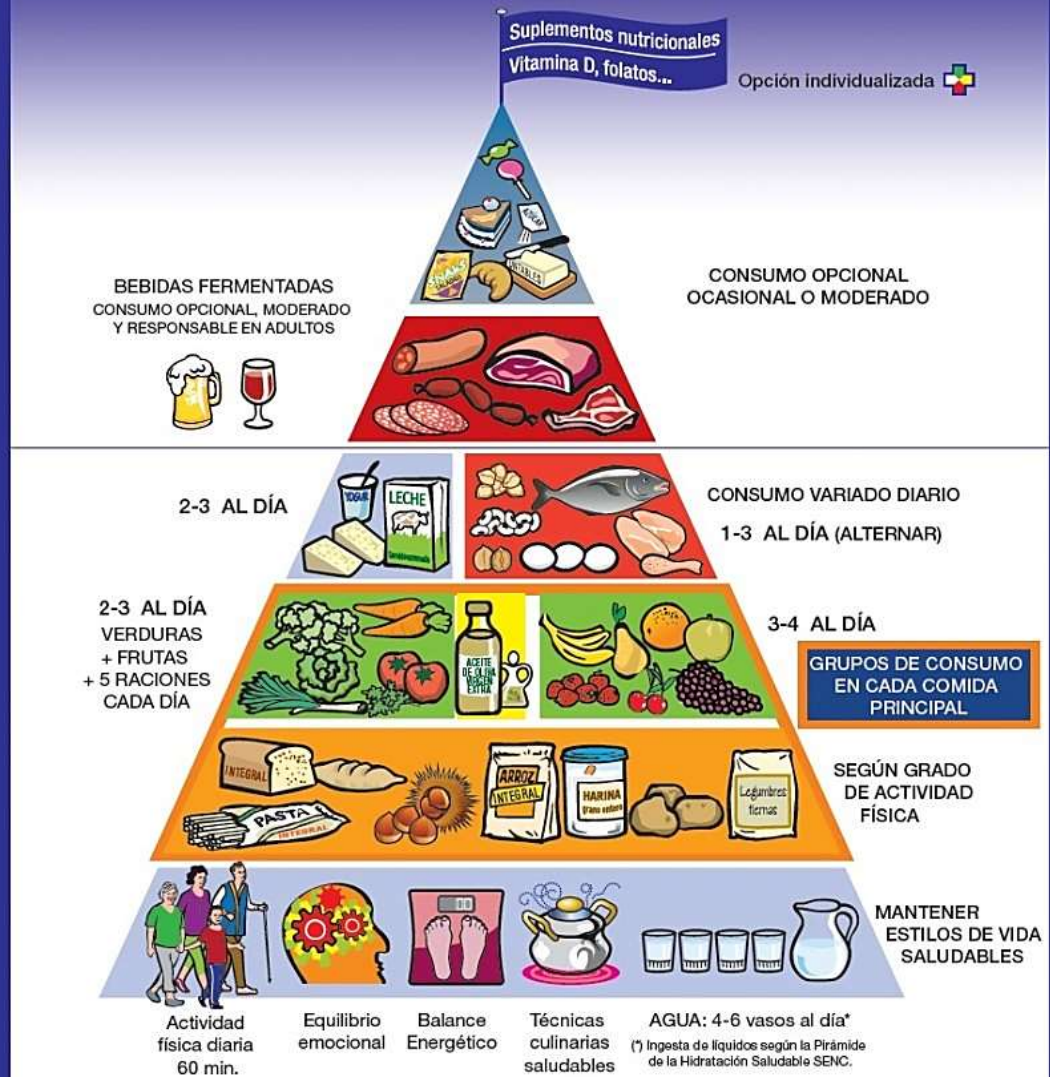 Suplementos nutricionales
Vitamina D, folatos...
Opción individualizada
AZÚCAR
SNAKS
UNTABLES
BEBIDAS FERMENTADAS
CONSUMO OPCIONAL, MODERADO
Y RESPONSABLE EN ADULTOS
CONSUMO OPCIONAL
OCASIONAL O MODERADO
2-3 AL DÍA
YOGUR
LECHE
CONSUMO VARIADO DIARIO
1-3 AL DÍA (ALTERNAR)
2-3 AL DÍA
VERDURAS
+ FRUTAS
+ 5 RACIONES
CADA DÍA
ACEITE
DE OLIVA
VIRGEN
EXTRA
3-4 AL DÍA
GRUPOS DE CONSUMO
EN CADA COMIDA
PRINCIPAL
INTEGRAL
PASTA
INTEGRAL
ARROZ
INTEGRAL
HARINA
grano entero
Legumbres
tiernas
SEGÚN GRADO
DE ACTIVIDAD
FÍSICA
MANTENER
ESTILOS DE VIDA
SALUDABLES
Actividad
física diaria
60 min.
Equilibrio
emocional
Balance
Energético
Técnicas
culinarias
saludables
AGUA: 4-6 vasos al día*
(*) Ingesta de líquidos según la Pirámide
de la Hidratación Saludable SENC.